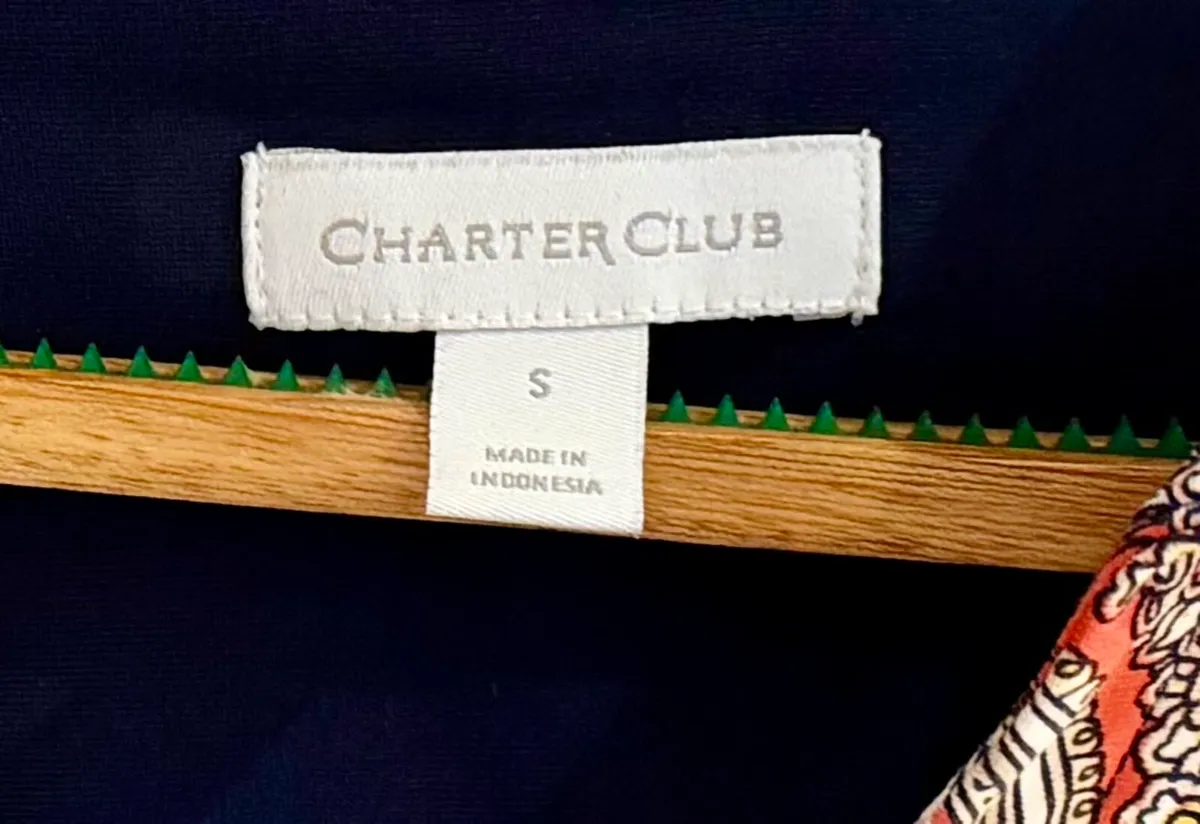 CHARTER CLUB
S
MADE IN
INDONESIA